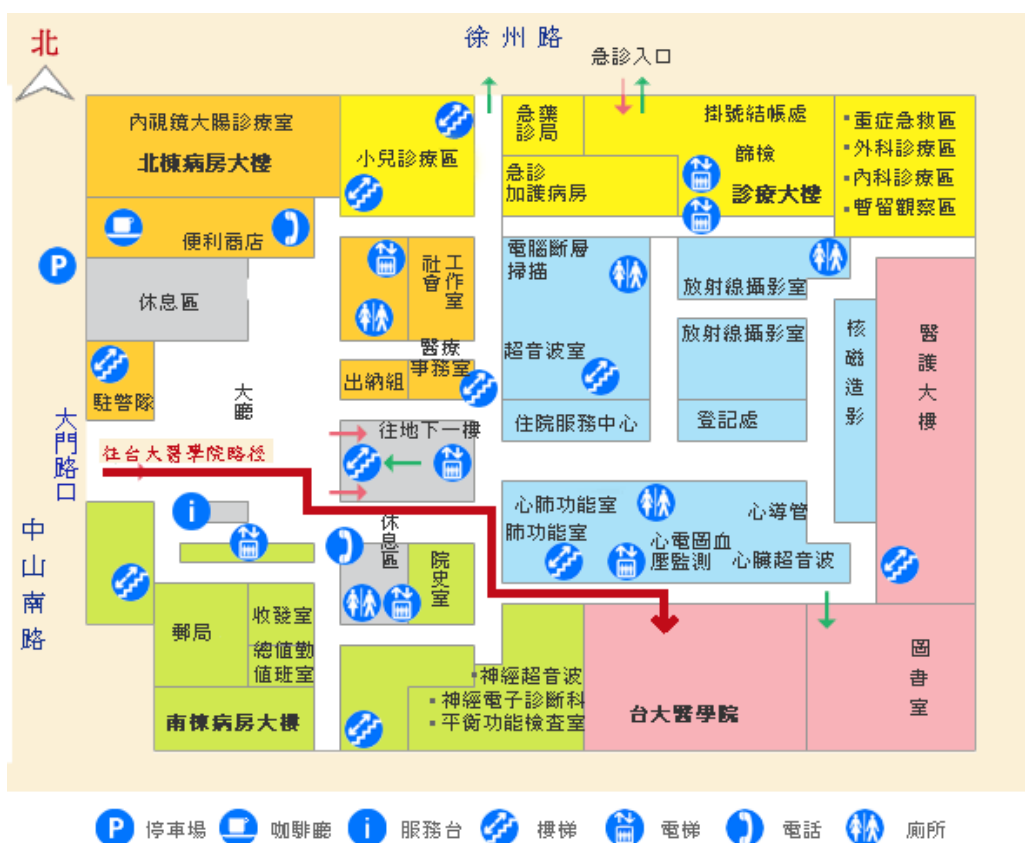 北
徐州路
急診入口
內視鏡大腸診療室
北棟病房大樓
小兒診療區
急藥
診局
急診
加護病房
掛號結帳處
篩檢
診療大樓
▪重症急救區
▪外科診療區
▪內科診療區
▪暫留觀察區
便利商店
P
休息區
社會
工作室
電腦斷層
掃描
放射線攝影室
放射線攝影室
核磁造影
醫護大樓
超音波室
醫療
事務室
出納組
駐警隊
大廳
往地下一樓
住院服務中心
登記處
大門路口
往台大醫學院路徑
中山南路
i
休息區
院史室
心肺功能室
肺功能室
心電圖血
壓監測
心導管
心臟超音波
郵局
收發室
總值勤
值班室
南棟病房大樓
▪神經超音波
▪神經電子診斷科
▪平衡功能檢查室
台大醫學院
圖書室
P 停車場
咖啡廳
i 服務台
樓梯
電梯
電話
廁所